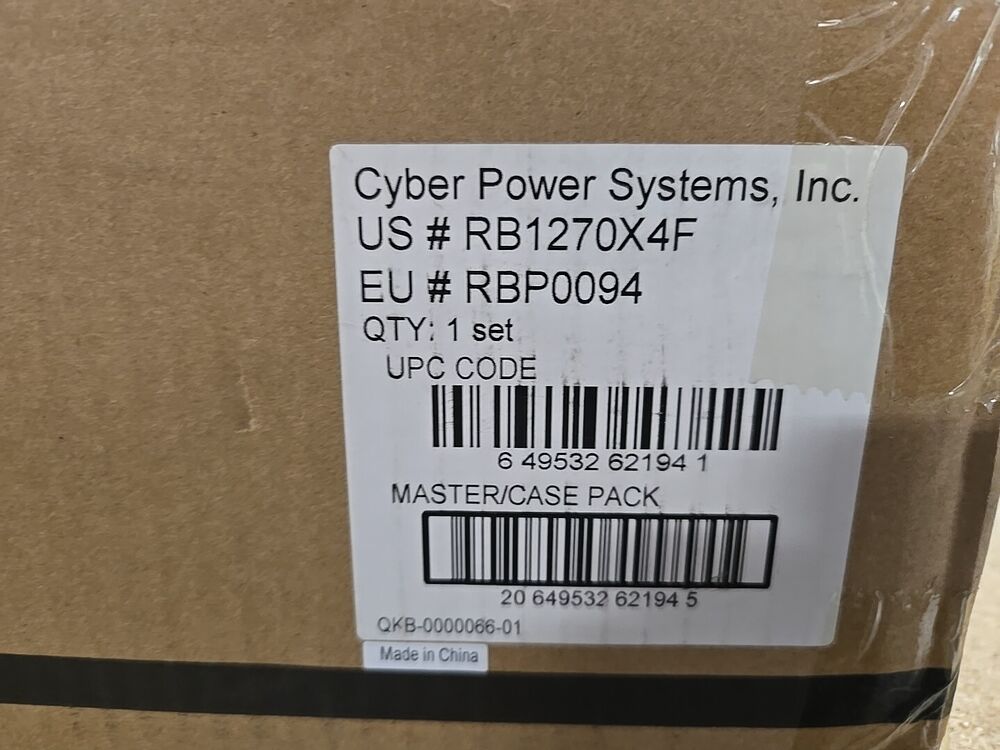 Cyber Power Systems, Inc.
US # RB1270X4F
EU # RBP0094
QTY: 1 set
UPC CODE
6 49532 62194 1
MASTER/CASE PACK
20 649532 62194 5
QKB-0000066-01
Made in China